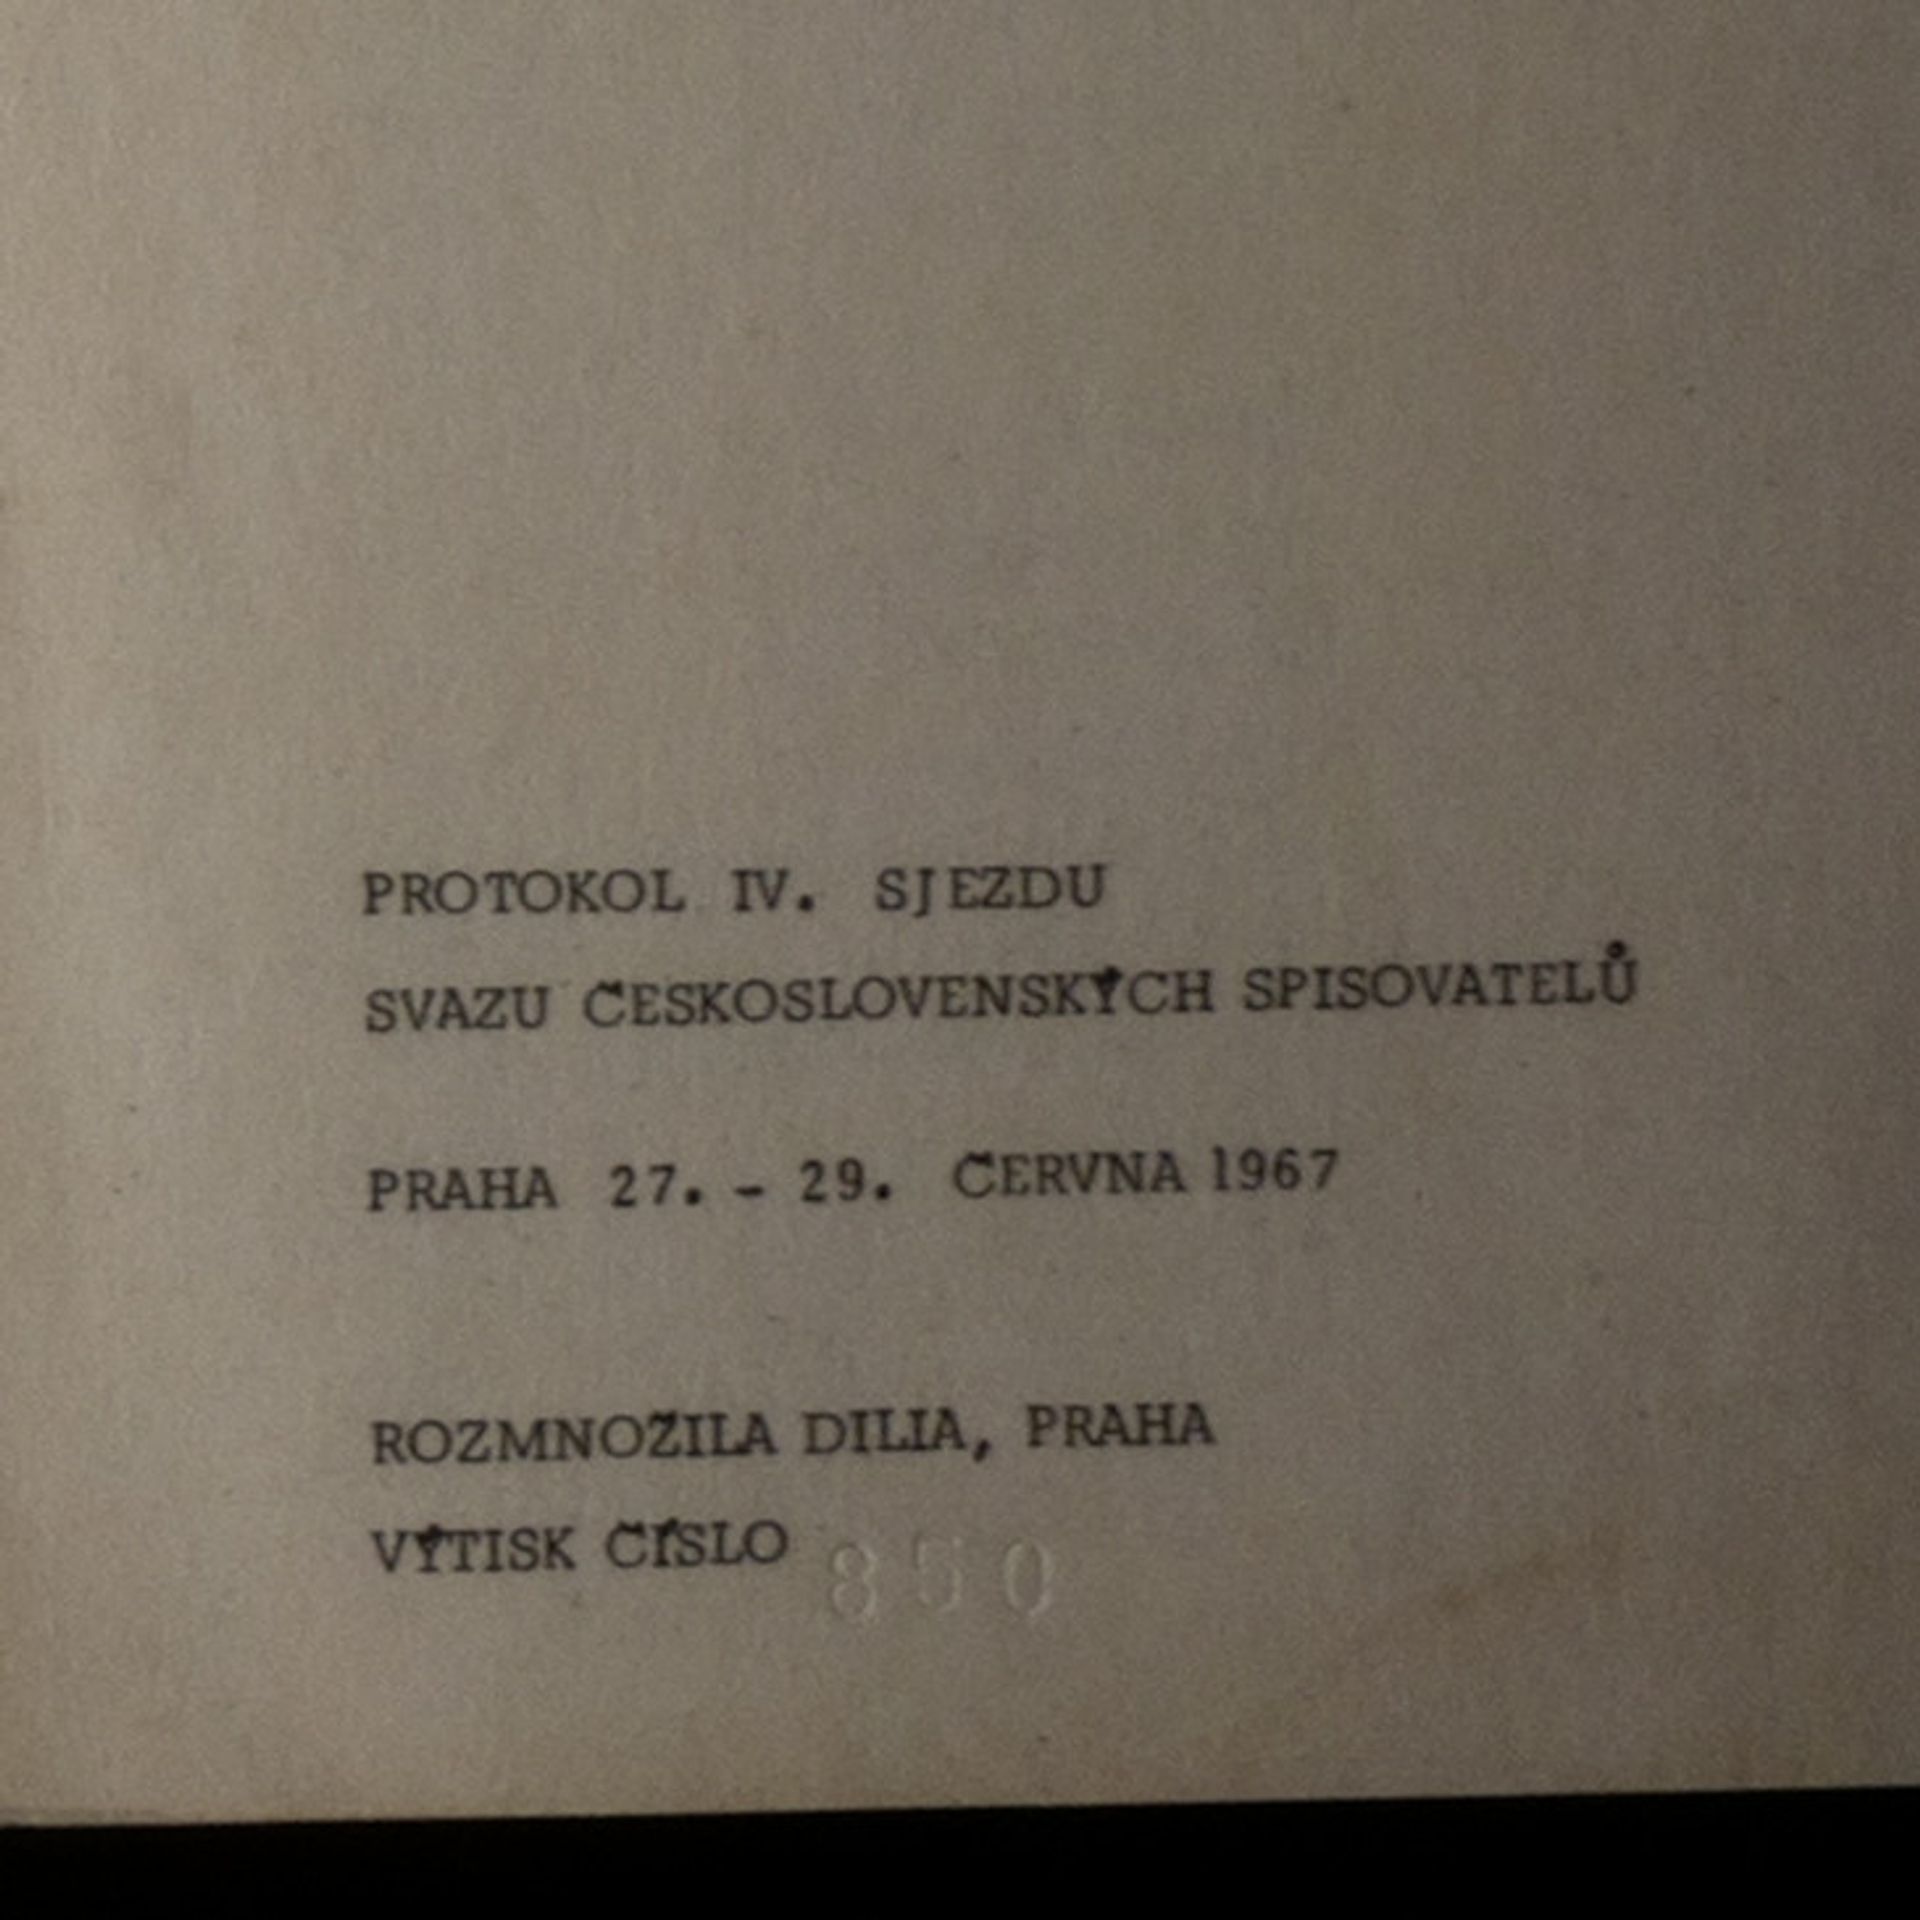 PROTOKOL IV. SJEZDU
SVAZU ČESKOSLOVENSKÝCH SPISOVATELŮ
PRAHA 27. - 29. ČERVNA 1967
ROZMNOŽILA DILIA, PRAHA
VÝTISK ČÍSLO 850